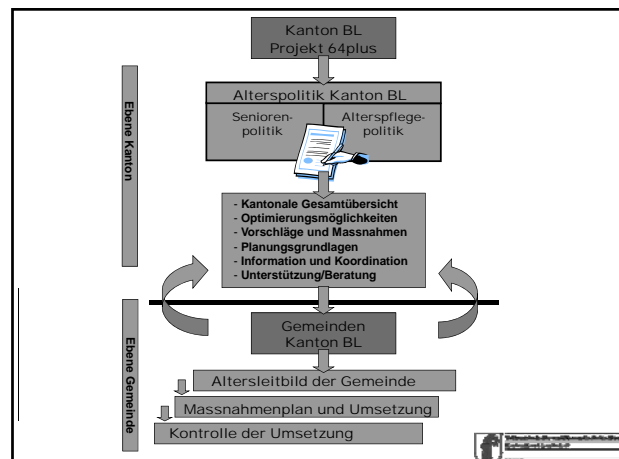 Kanton BL
Projekt 64plus
Ebene Kanton
Alterspolitik Kanton BL
Senioren-
politik
Alterspflege-
politik
- Kantonale Gesamtübersicht
- Optimierungsmöglichkeiten
- Vorschläge und Massnahmen
- Planungsgrundlagen
- Information und Koordination
- Unterstützung/Beratung
Ebene Gemeinde
Gemeinden
Kanton BL
Altersleitbild der Gemeinde
Massnahmenplan und Umsetzung
Kontrolle der Umsetzung